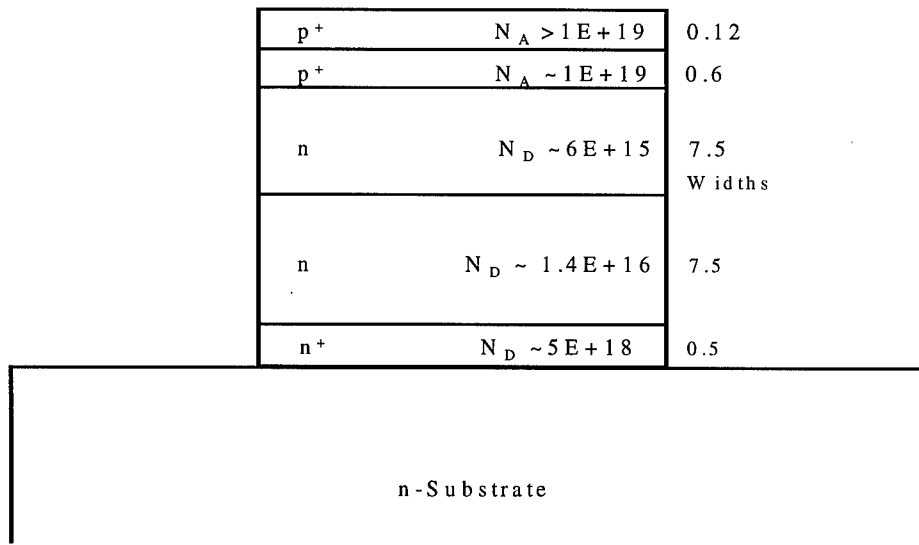 p+ N_A >1E+19 0.12
p+ N_A ~1E+19 0.6
n N_D ~6E+15 7.5
Widths
n N_D ~ 1.4E+16 7.5
n+ N_D ~5E+18 0.5
n-Substrate